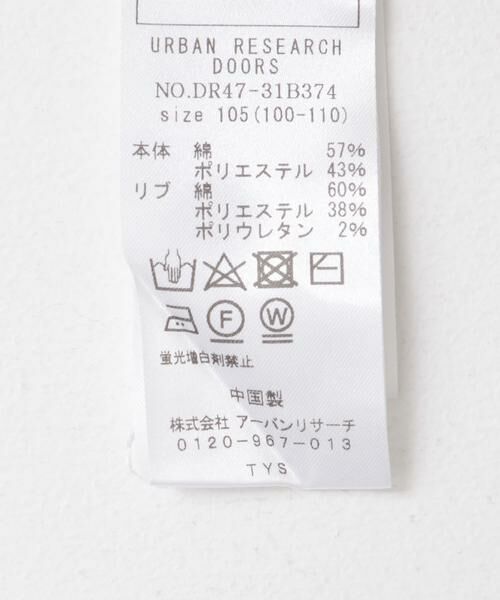 URBAN RESEARCH
DOORS
NO.DR47-31B374
size 105(100-110)
本体 綿 57%
ポリエステル 43%
リブ 綿 60%
ポリエステル 38%
ポリウレタン 2%
F W
蛍光増白剤禁止
中国製
株式会社 アーバンリサーチ
0120-967-013
TYS